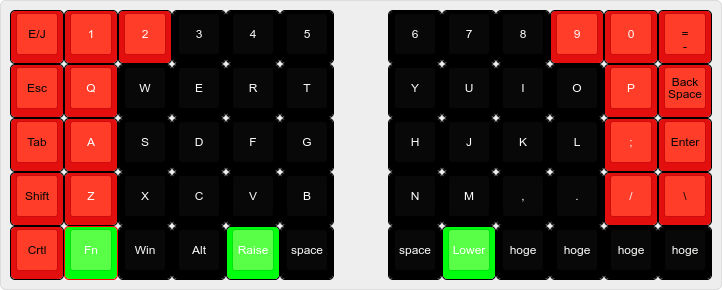 E/J 1 2 3 4 5 6 7 8 9 0 =
-
Esc Q W E R T Y U I O P Back
Space
Tab A S D F G H J K L ; Enter
Shift Z X C V B N M , . / \
Crtl Fn Win Alt Raise space space Lower hoge hoge hoge hoge